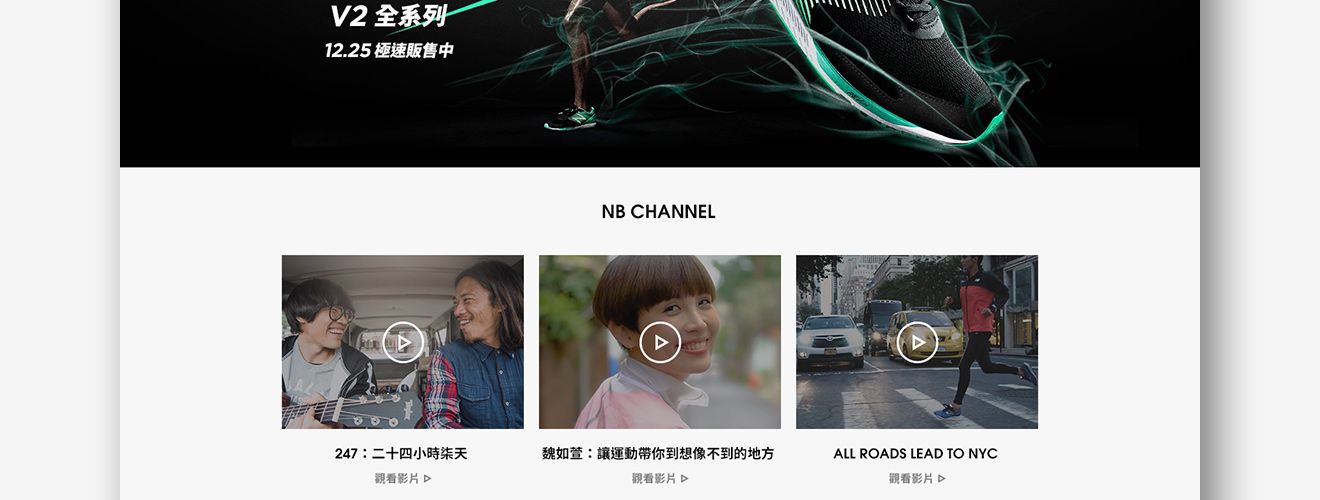 V2 全系列
12.25 極速販售中
NB CHANNEL
247：二十四小時柒天
觀看影片
魏如萱：讓運動帶你到想像不到的地方
觀看影片
ALL ROADS LEAD TO NYC
觀看影片